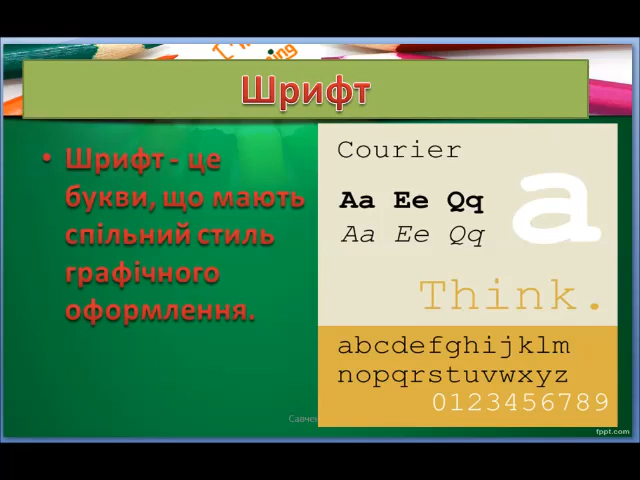 Шрифт
• Шрифт - це
букви, що мають
спільний стиль
графічного
оформлення.
Courier
Aa Ee Qq
Aa Ee Qq
a
Think.
abcdefghijklm
nopqrstuvwxyz
0123456789
fppt.com